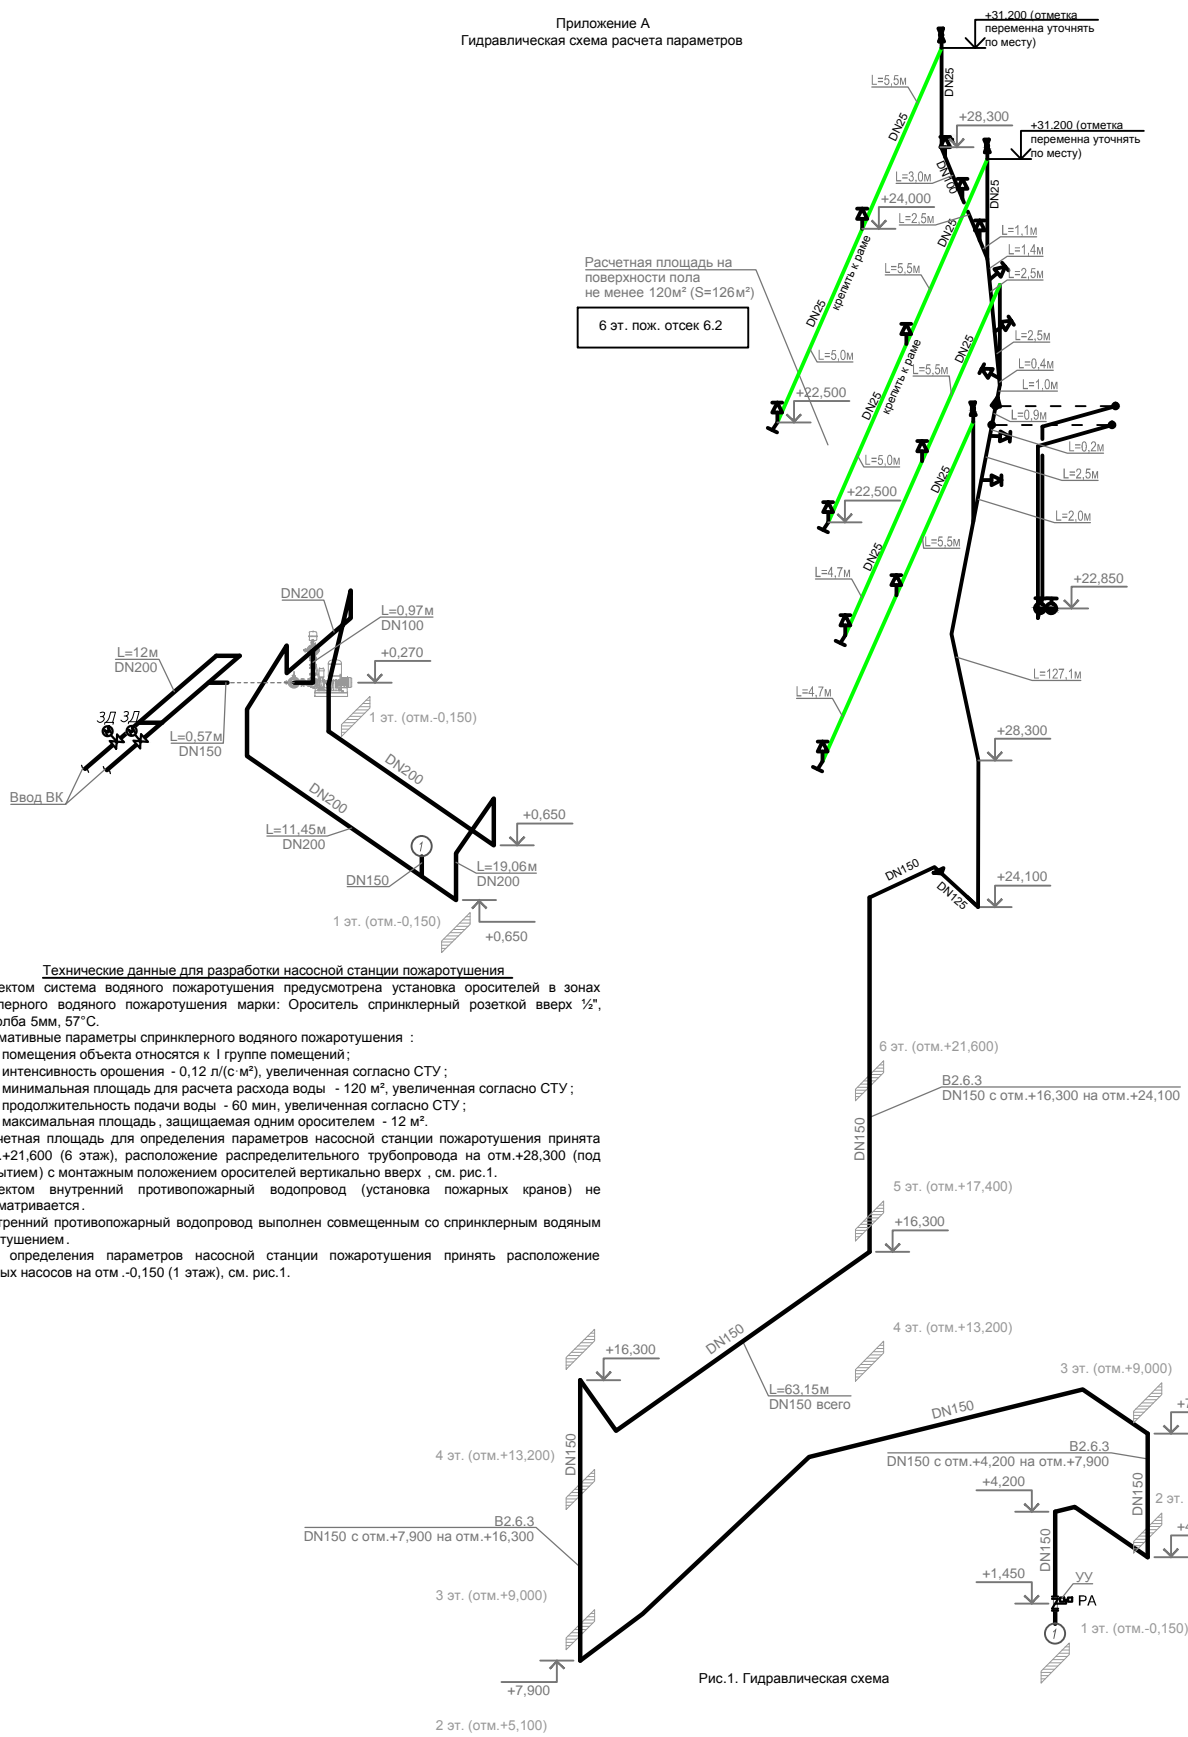 Приложение А
Гидравлическая схема расчета параметров
+31.200 (отметка
переменна уточнять
по месту)
L=5,5м
DN25
DN25
+28,300
+31.200 (отметка
переменна уточнять
по месту)
L=3,0м
DN100
DN25
+24,000
L=2,5м
DN25
L=1,1м
L=1,4м
крепить к раме
Расчетная площадь на
поверхности пола
не менее 120м² (S=126м²)
L=5,5м
L=2,5м
6 эт. пож. отсек 6.2
DN25
DN25
L=2,5м
L=5,0м
крепить к раме
L=5,5м
L=0,4м
L=1,0м
+22,500
DN25
L=0,9м
L=0,2м
L=5,0м
DN25
L=2,5м
+22,500
L=2,0м
DN25
L=5,5м
L=4,7м
+22,850
DN200
L=0,97м
DN100
L=12м
DN200
+0,270
L=127,1м
L=4,7м
ЗД ЗД
1 эт. (отм.-0,150)
L=0,57м
DN150
+28,300
DN200
DN200
Ввод ВК
+0,650
L=11,45м
DN200
1
DN150
L=19,06м
DN200
DN150
DN125
+24,100
1 эт. (отм.-0,150)
+0,650
Технические данные для разработки насосной станции пожаротушения
ектом система водяного пожаротушения предусмотрена установка оросителей в зонах
лерного водяного пожаротушения марки: Ороситель спринклерный розеткой вверх ½",
олба 5мм, 57°С.
мативные параметры спринклерного водяного пожаротушения :
помещения объекта относятся к I группе помещений;
интенсивность орошения - 0,12 л/(с·м²), увеличенная согласно СТУ;
минимальная площадь для расчета расхода воды - 120 м², увеличенная согласно СТУ;
продолжительность подачи воды - 60 мин, увеличенная согласно СТУ;
максимальная площадь, защищаемая одним оросителем - 12 м².
четная площадь для определения параметров насосной станции пожаротушения принята
.+21,600 (6 этаж), расположение распределительного трубопровода на отм.+28,300 (под
ытием) с монтажным положением оросителей вертикально вверх , см. рис.1.
ектом внутренний противопожарный водопровод (установка пожарных кранов) не
матривается.
тренний противопожарный водопровод выполнен совмещенным со спринклерным водяным
тушением.
определения параметров насосной станции пожаротушения принять расположение
ых насосов на отм.-0,150 (1 этаж), см. рис.1.
6 эт. (отм.+21,600)
В2.6.3
DN150 с отм.+16,300 на отм.+24,100
DN150
5 эт. (отм.+17,400)
+16,300
4 эт. (отм.+13,200)
DN150
+16,300
L=63,15м
DN150 всего
3 эт. (отм.+9,000)
DN150
+7
DN150
4 эт. (отм.+13,200)
В2.6.3
DN150 с отм.+4,200 на отм.+7,900
+4,200
DN150
2 эт.
В2.6.3
DN150 с отм.+7,900 на отм.+16,300
DN150
+4
+1,450
УУ
РА
3 эт. (отм.+9,000)
1
1 эт. (отм.-0,150)
+7,900
Рис.1. Гидравлическая схема
2 эт. (отм.+5,100)